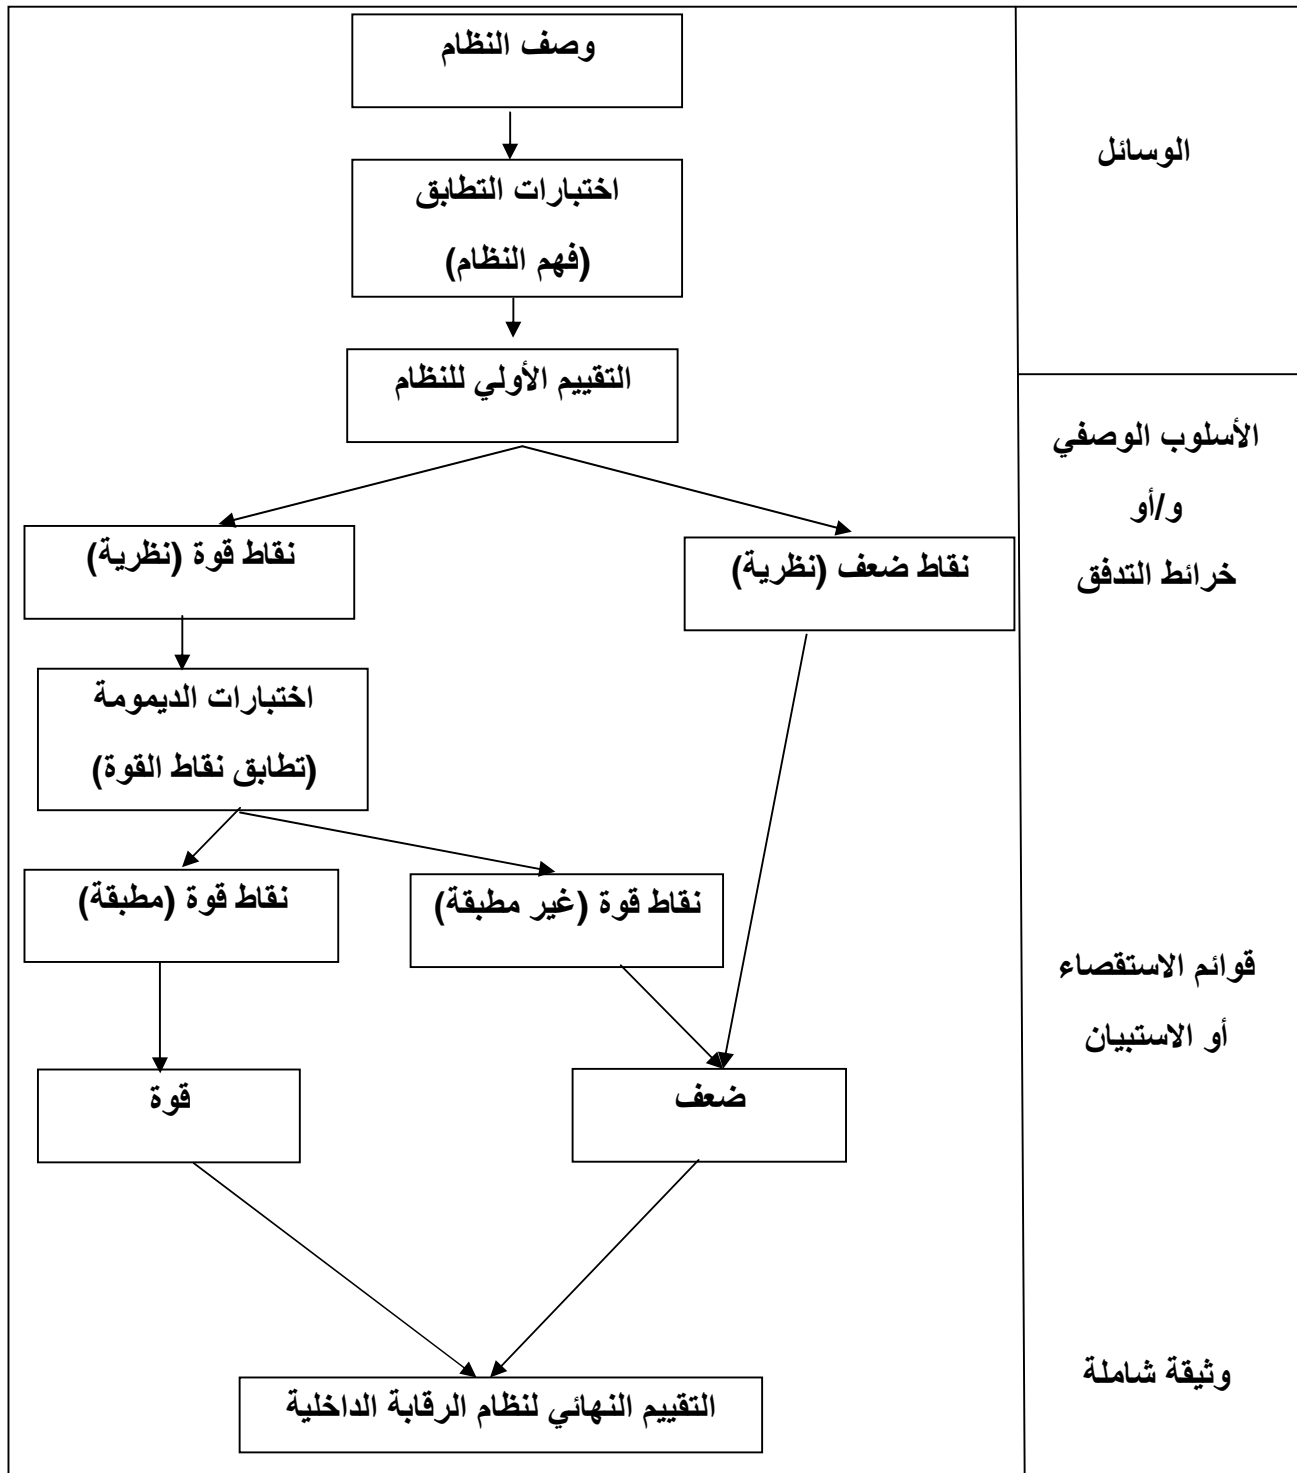 وصف النظام
الوسائل
اختبارات التطابق
(فهم النظام)
التقييم الأولي للنظام
الأسلوب الوصفي
و/أو
خرائط التدفق
نقاط ضعف (نظرية)
نقاط قوة (نظرية)
اختبارات الديمومة
(تطابق نقاط القوة)
نقاط قوة (غير مطبقة)
نقاط قوة (مطبقة)
قوائم الاستقصاء
أو الاستبيان
ضعف
قوة
وثيقة شاملة
التقييم النهائي لنظام الرقابة الداخلية